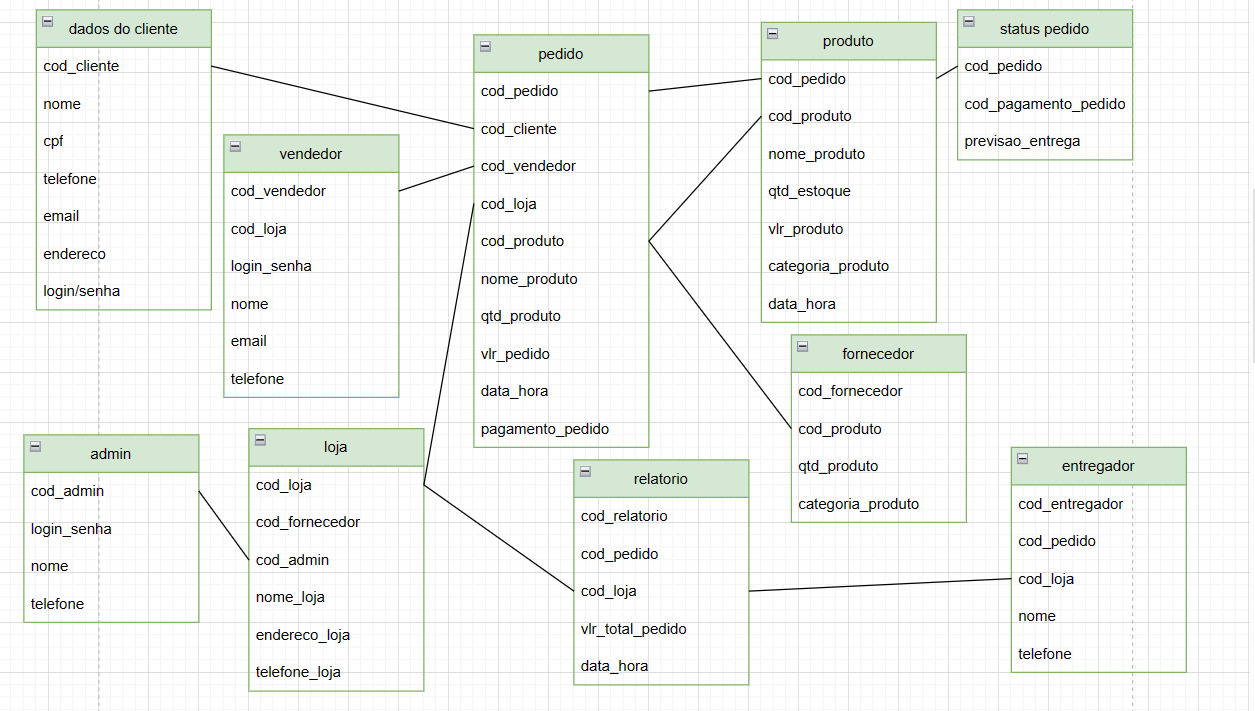 dados do cliente
cod_cliente
nome
cpf
telefone
email
endereco
login/senha
vendedor
cod_vendedor
cod_loja
login_senha
nome
email
telefone
pedido
cod_pedido
cod_cliente
cod_vendedor
cod_loja
cod_produto
nome_produto
qtd_produto
vlr_pedido
data_hora
pagamento_pedido
produto
cod_pedido
cod_produto
nome_produto
qtd_estoque
vlr_produto
categoria_produto
data_hora
status pedido
cod_pedido
cod_pagamento_pedido
previsao_entrega
fornecedor
cod_fornecedor
cod_produto
qtd_produto
categoria_produto
admin
cod_admin
login_senha
nome
telefone
loja
cod_loja
cod_fornecedor
cod_admin
nome_loja
endereco_loja
telefone_loja
relatorio
cod_relatorio
cod_pedido
cod_loja
vlr_total_pedido
data_hora
entregador
cod_entregador
cod_pedido
cod_loja
nome
telefone